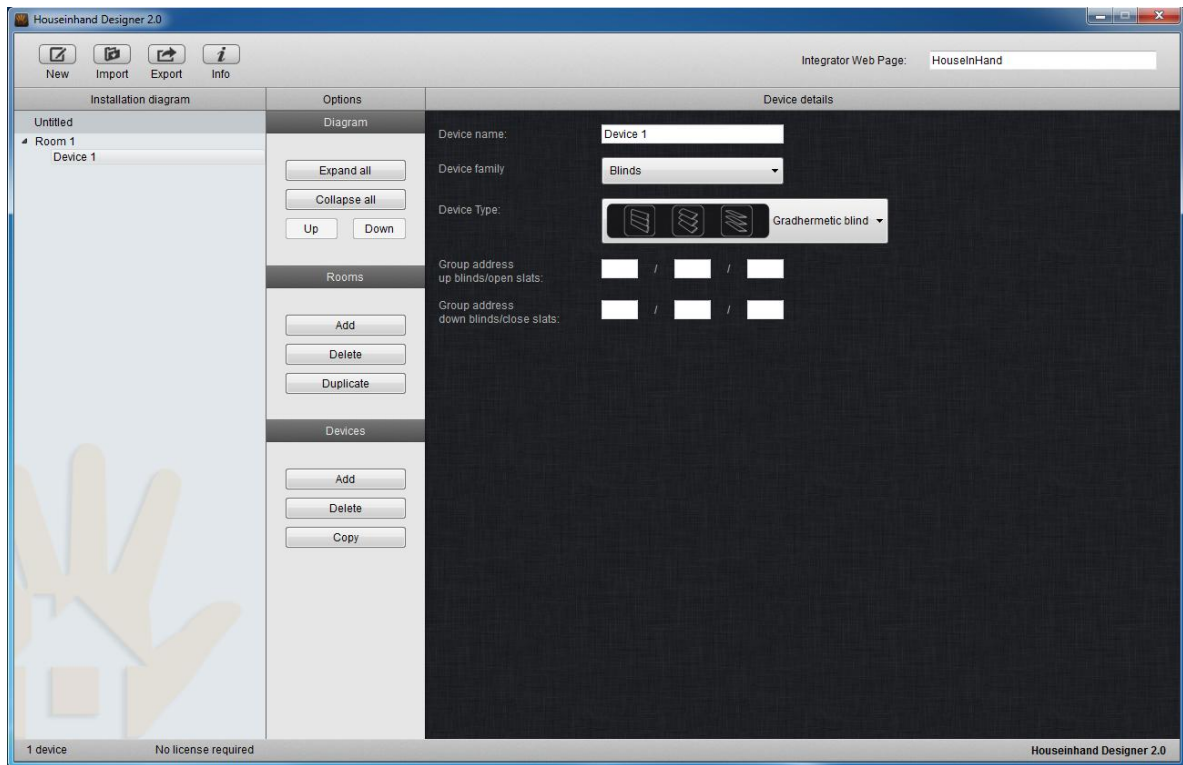 Houseinhand Designer 2.0
New Import Export Info
Integrator Web Page: HouseInHand
Installation diagram
Options
Device details
Untitled
Room 1
Device 1
Diagram
Expand all
Collapse all
Up Down
Rooms
Add
Delete
Duplicate
Devices
Add
Delete
Copy
Device name: Device 1
Device family Blinds
Device Type: Gradhermetic blind
Group address
up blinds/open slats: / /
Group address
down blinds/close slats: / /
1 device No license required
Houseinhand Designer 2.0